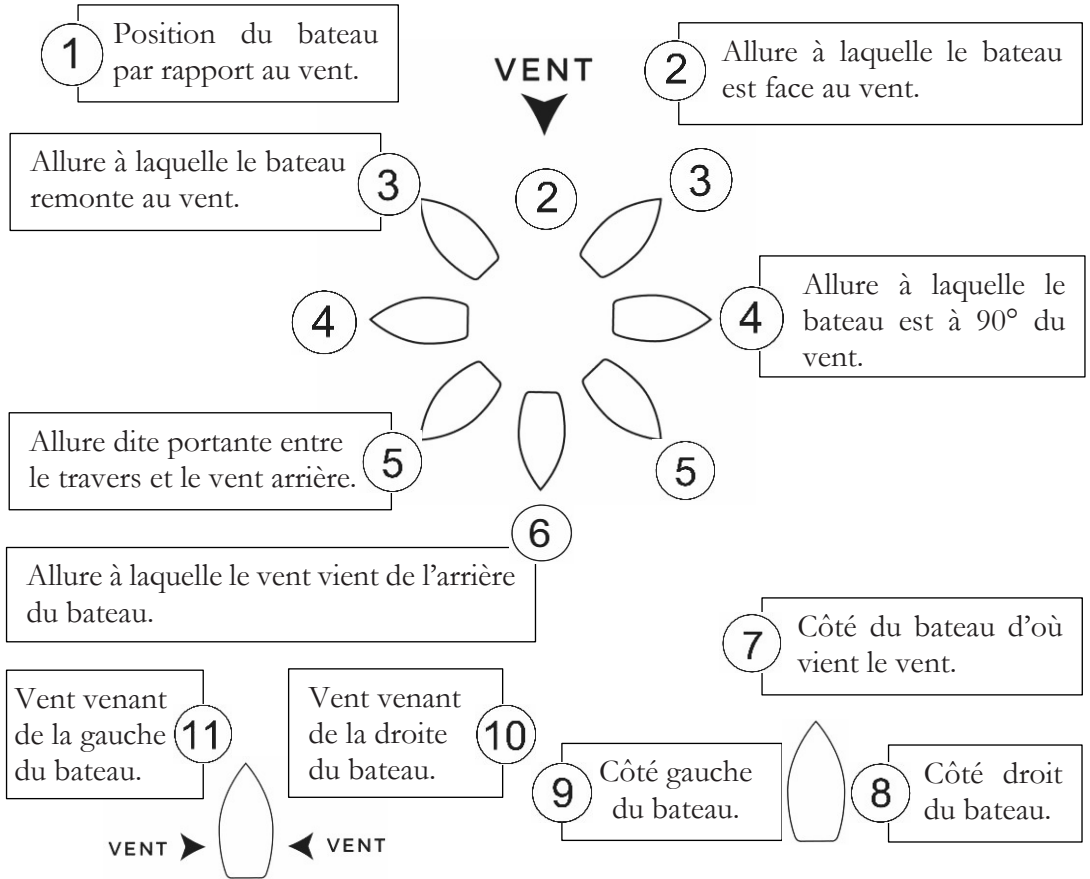 1
Position du bateau
par rapport au vent.
VENT
2
Allure à laquelle le bateau
est face au vent.
Allure à laquelle le bateau
remonte au vent.
3
2
3
4
4
Allure à laquelle le
bateau est à 90° du
vent.
Allure dite portante entre
le travers et le vent arrière.
5
5
6
Allure à laquelle le vent vient de l'arrière
du bateau.
7
Côté du bateau d'où
vient le vent.
Vent venant
de la gauche
du bateau.
11
Vent venant
de la droite
du bateau.
10
9
Côté gauche
du bateau.
8
Côté droit
du bateau.
VENT
VENT